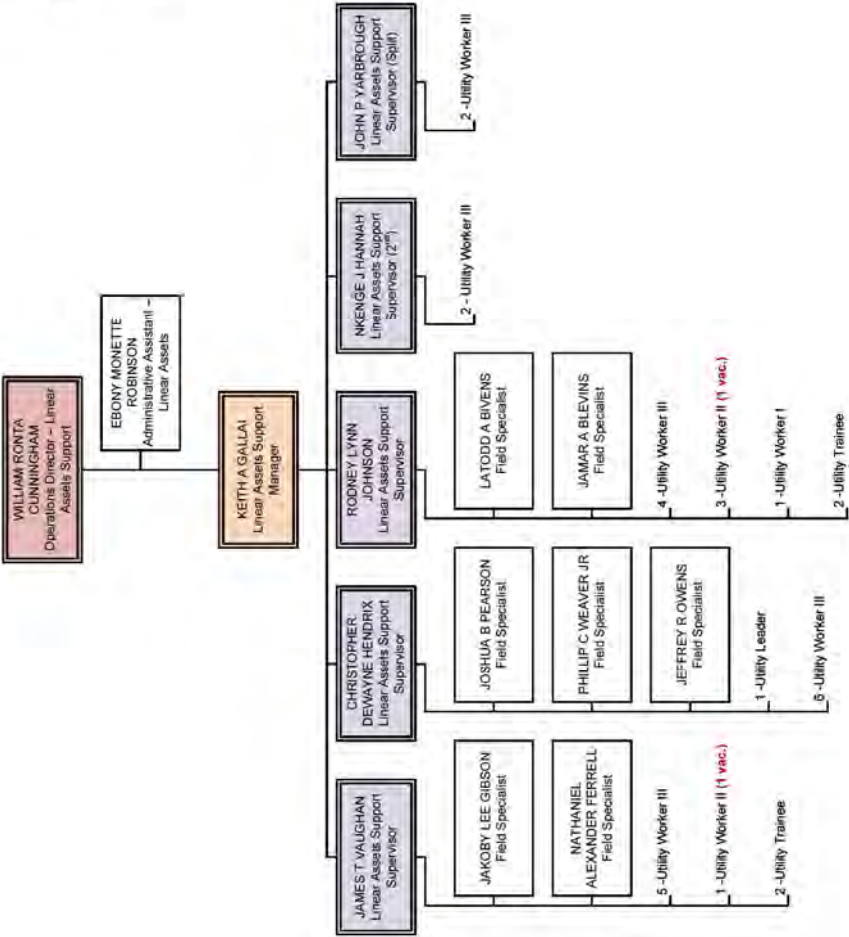 WILLIAM RONTA
CUNNINGHAM
Operations Director – Linear
Assets Support
EBONY MONETTE
ROBINSON
Administrative Assistant –
Linear Assets
KEITH A GALLAI
Linear Assets Support
Manager
JAMES T VAUGHAN
Linear Assets Support
Supervisor
JAKOBY LEE GIBSON
Field Specialist
NATHANIEL
ALEXANDER FERRELL
Field Specialist
5 -Utility Worker III
1 -Utility Worker II (1 vac.)
2 -Utility Trainee
CHRISTOPHER
DEWAYNE HENDRIX
Linear Assets Support
Supervisor
JOSHUA B PEARSON
Field Specialist
PHILLIP C WEAVER JR
Field Specialist
JEFFREY R OWENS
Field Specialist
1 -Utility Leader
6 -Utility Worker III
RODNEY LYNN
JOHNSON
Linear Assets Support
Supervisor
LATODD A BIVENS
Field Specialist
JAMAR A BLEVINS
Field Specialist
4 -Utility Worker III
3 -Utility Worker II (1 vac.)
1 -Utility Worker I
2 -Utility Trainee
NKENGE J HANNAH
Linear Assets Support
Supervisor (2nd)
2 - Utility Worker III
JOHN P YARBROUGH
Linear Assets Support
Supervisor (Split)
2 -Utility Worker III